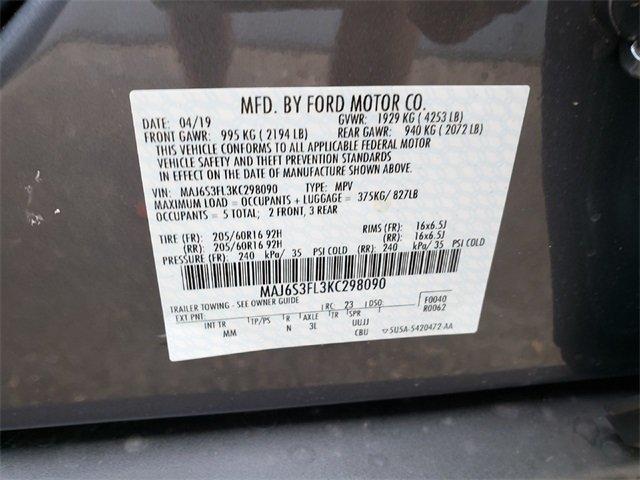 MFD. BY FORD MOTOR CO.
DATE: 04/19 GVWR: 1929 KG ( 4253 LB)
FRONT GAWR: 995 KG ( 2194 LB) REAR GAWR: 940 KG ( 2072 LB)
THIS VEHICLE CONFORMS TO ALL APPLICABLE FEDERAL MOTOR
VEHICLE SAFETY AND THEFT PREVENTION STANDARDS
IN EFFECT ON THE DATE OF MANUFACTURE SHOWN ABOVE.
VIN: MAJ6S3FL3KC298090 TYPE: MPV
MAXIMUM LOAD = OCCUPANTS + LUGGAGE = 375KG/ 827LB
OCCUPANTS = 5 TOTAL; 2 FRONT, 3 REAR
TIRE (FR): 205/60R16 92H RIMS (FR): 16x6.5J
(RR): 205/60R16 92H (RR): 16x6.5J
PRESSURE (FR): 240 kPa/ 35 PSI COLD (RR): 240 kPa/ 35 PSI COLD
MAJ6S3FL3KC298090
TRAILER TOWING - SEE OWNER GUIDE RC: 23 DSO: F0040
EXT PNT: R0062
INT TR TP/PS R AXLE TR SPR UUJJ
MM N 3L CBU 5U5A-5420472-AA